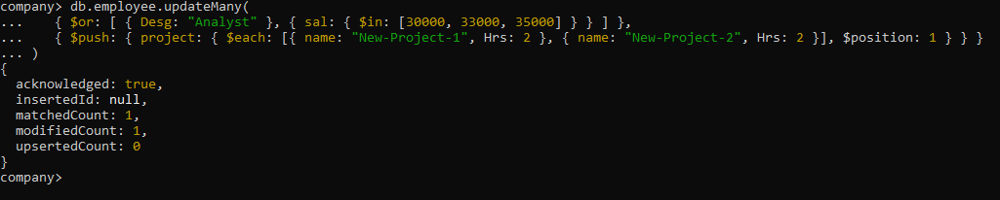 company> db.employee.updateMany(
...     { $or: [ { Desg: "Analyst" }, { sal: { $in: [30000, 33000, 35000] } } ] },
...     { $push: { project: { $each: [{ name: "New-Project-1", Hrs: 2 }, { name: "New-Project-2", Hrs: 2 }], $position: 1 } } }
... )
{
  acknowledged: true,
  insertedId: null,
  matchedCount: 1,
  modifiedCount: 1,
  upsertedCount: 0
}
company>